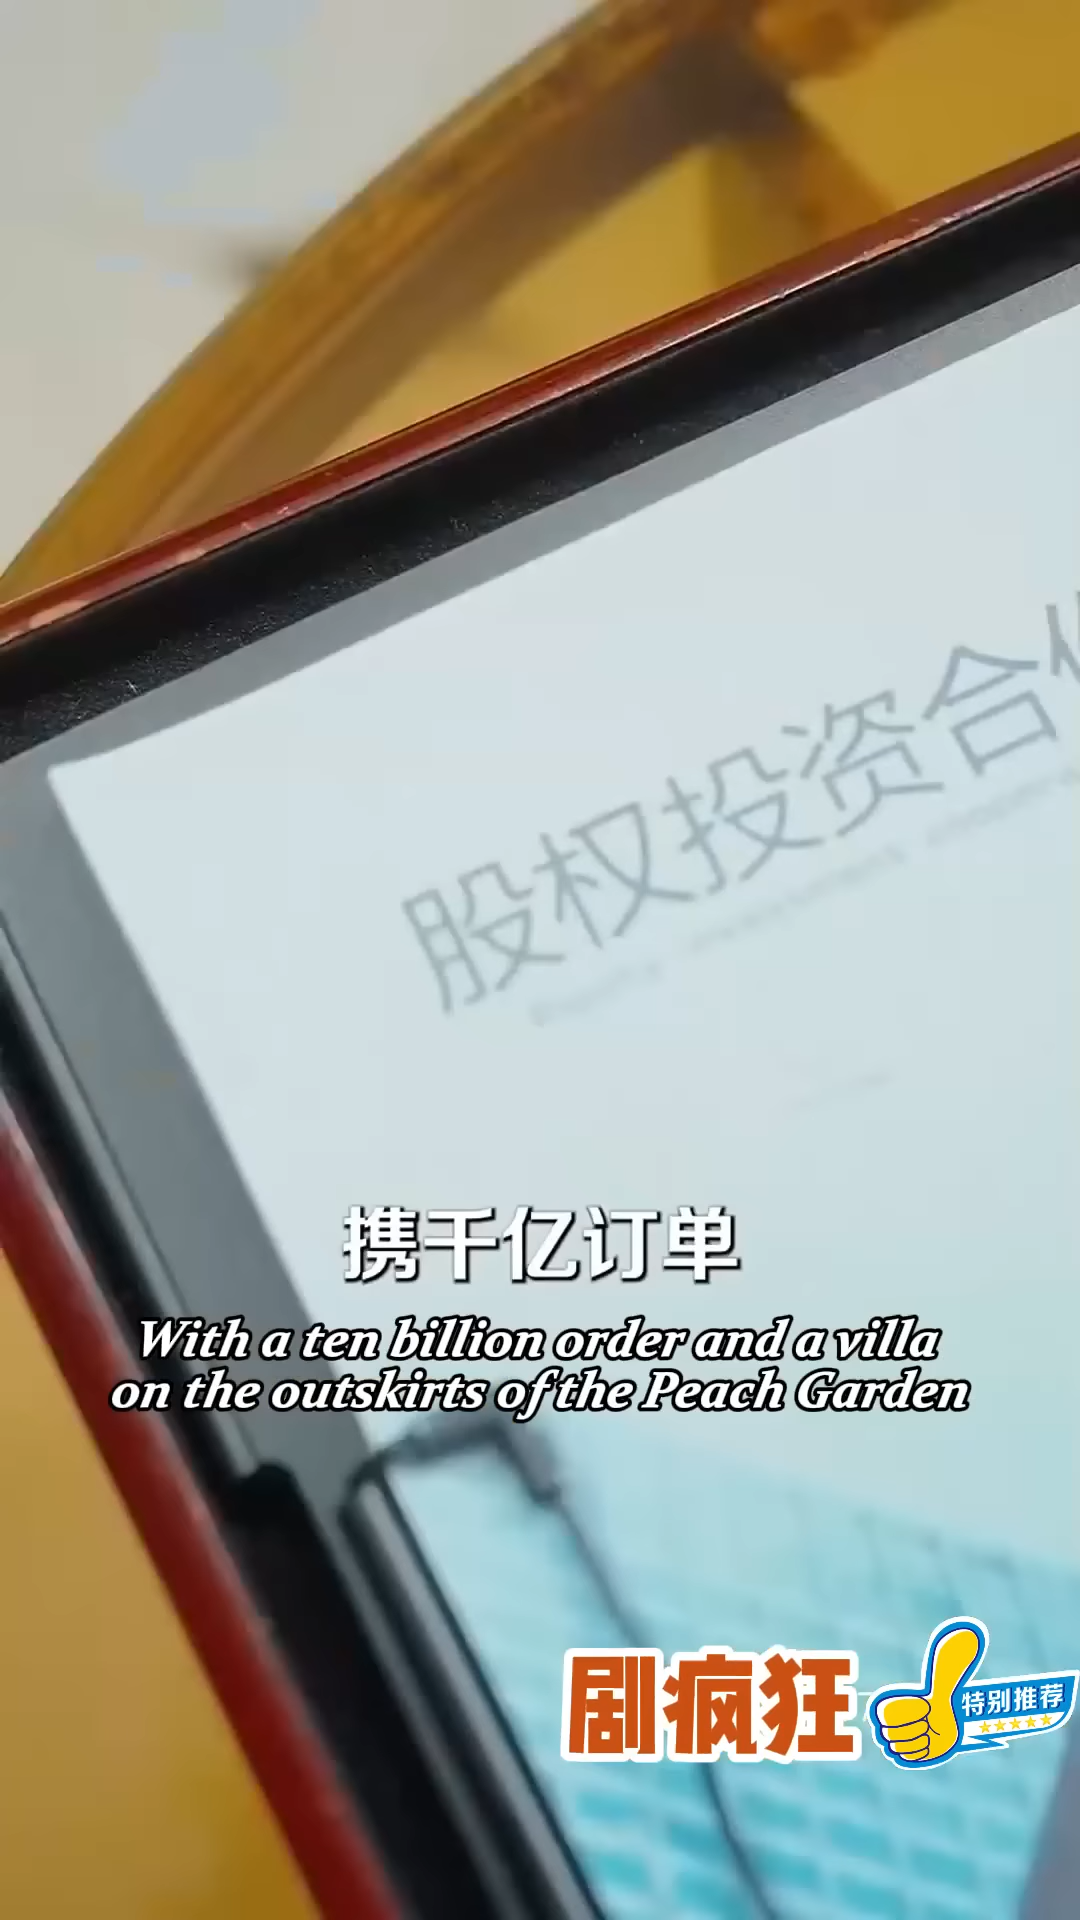 股权投资合作
携千亿订单
With a ten billion order and a villa
on the outskirts of the Peach Garden
剧疯狂
特别推荐